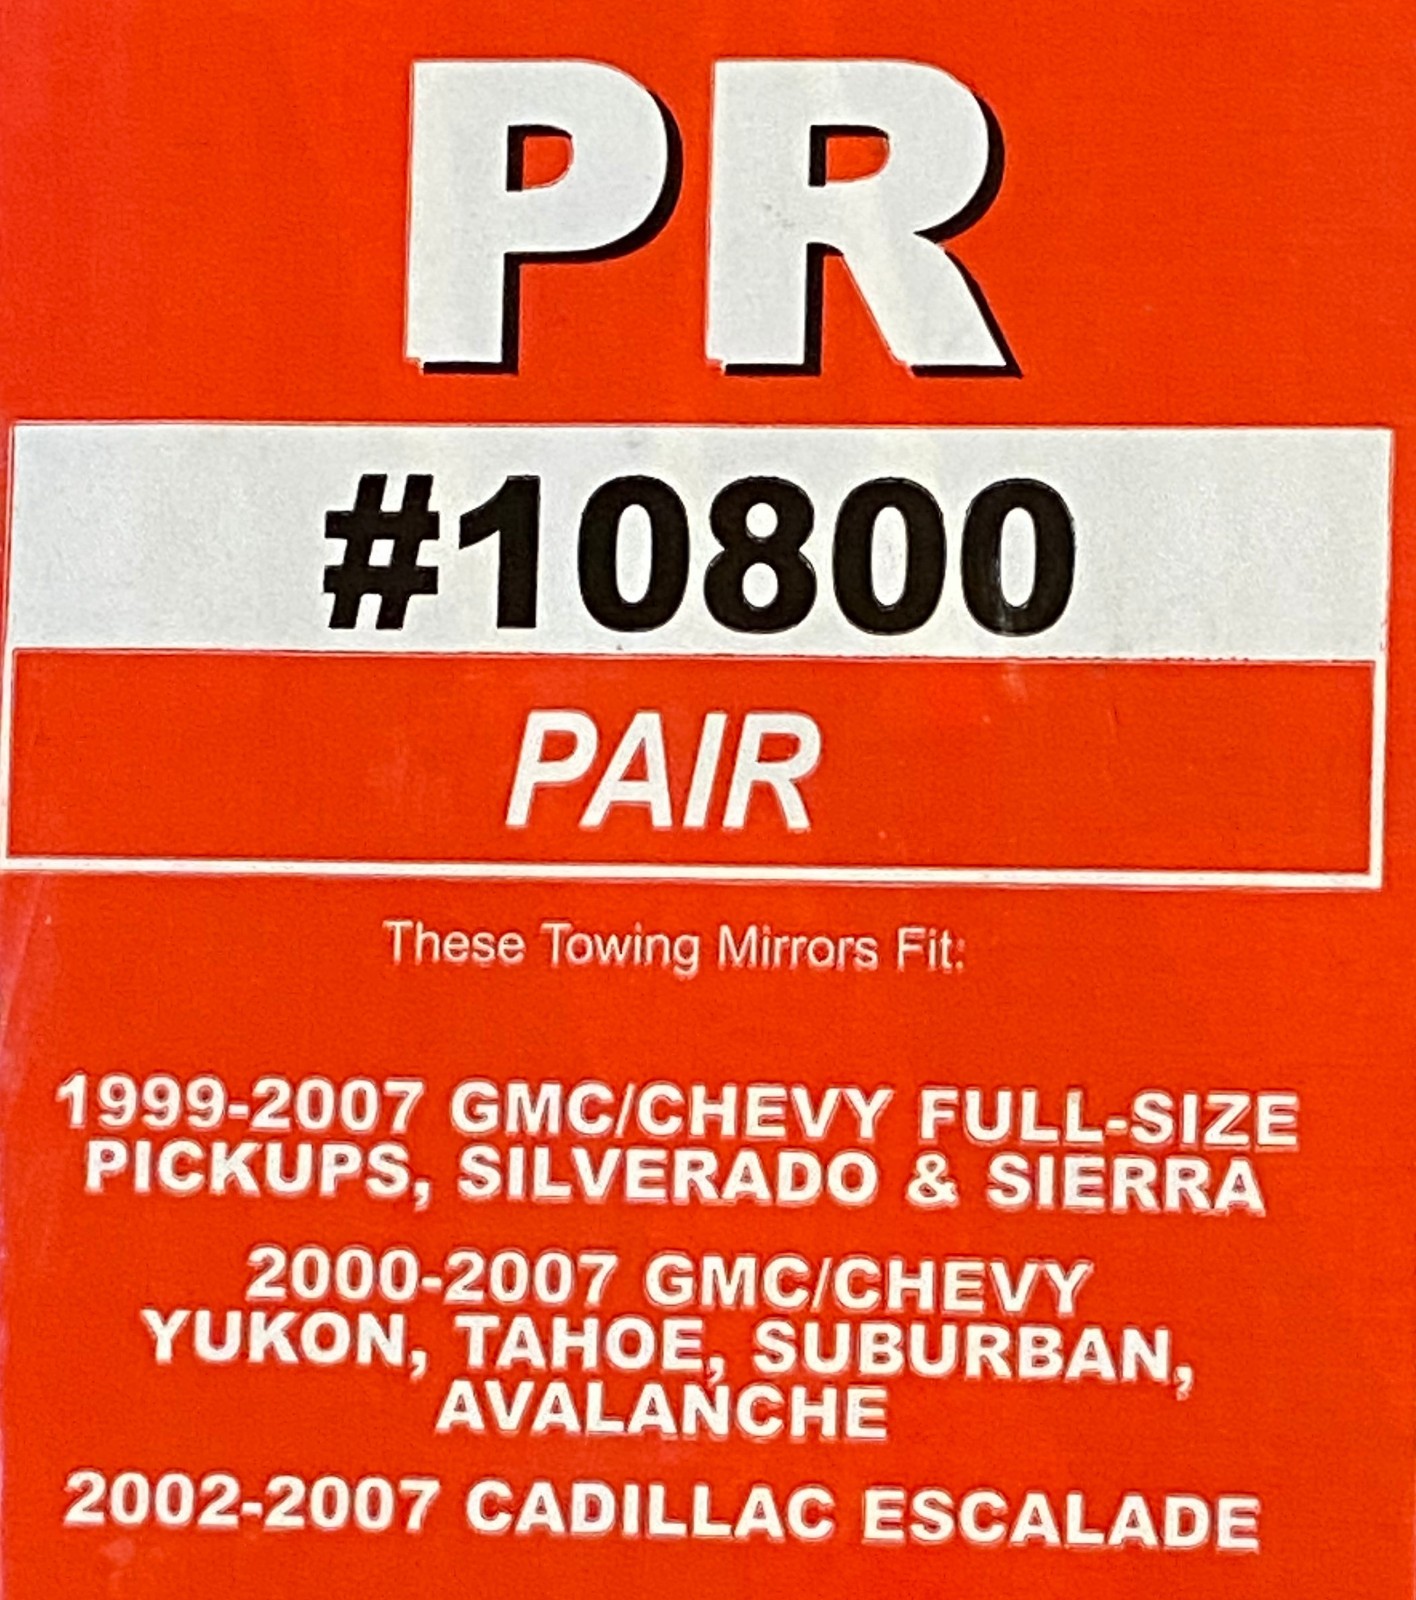 PR
#10800
PAIR
These Towing Mirrors Fit:
1999-2007 GMC/CHEVY FULL-SIZE
PICKUPS, SILVERADO & SIERRA
2000-2007 GMC/CHEVY
YUKON, TAHOE, SUBURBAN,
AVALANCHE
2002-2007 CADILLAC ESCALADE